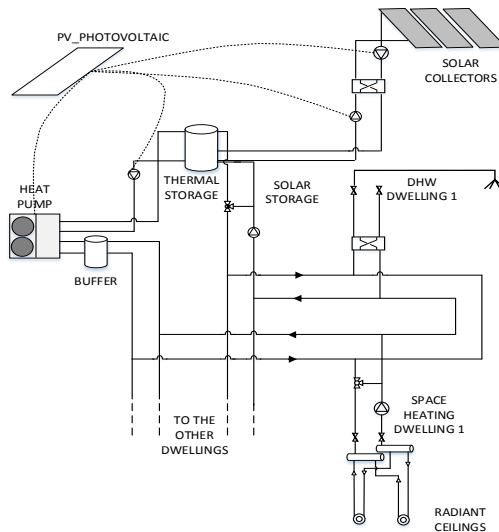 PV_PHOTOVOLTAIC
SOLAR
COLLECTORS
HEAT
PUMP
THERMAL
STORAGE
SOLAR
STORAGE
DHW
DWELLING 1
BUFFER
TO THE
OTHER
DWELLINGS
SPACE
HEATING
DWELLING 1
RADIANT
CEILINGS